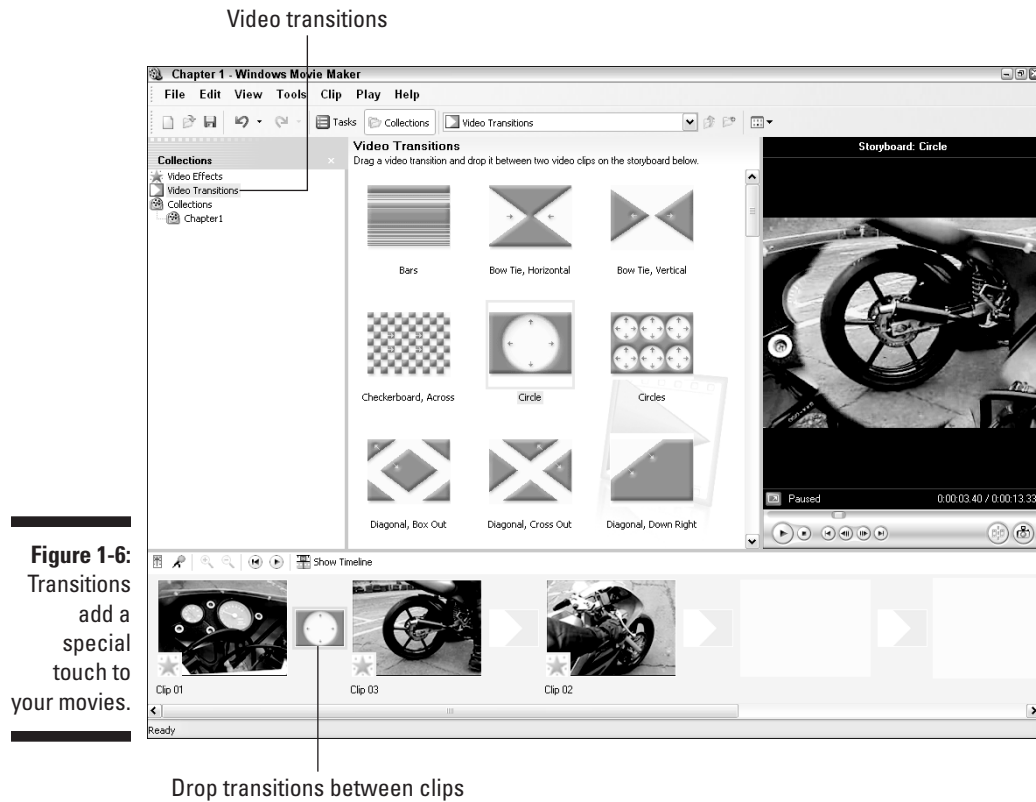 Video transitions
Chapter 1 - Windows Movie Maker
File Edit View Tools Clip Play Help
Tasks Collections Video Transitions
Collections
Video Effects
Video Transitions
Collections
Chapter1
Video Transitions
Drag a video transition and drop it between two video clips on the storyboard below.
Bars Bow Tie, Horizontal Bow Tie, Vertical
Checkerboard, Across Circle Circles
Diagonal, Box Out Diagonal, Cross Out Diagonal, Down Right
Storyboard: Circle
Paused 0:00:03.40 / 0:00:13.33
Show Timeline
Clip 01 Clip 03 Clip 02
Ready
Figure 1-6:
Transitions
add a
special
touch to
your movies.
Drop transitions between clips